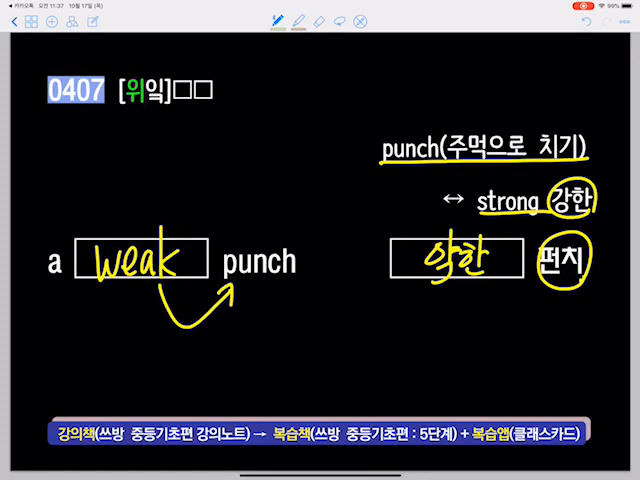 카카오톡 오전 11:37 10월 17일 (목) 99%
0407 [위잌]□□
punch(주먹으로 치기)
↔ strong 강한
a weak punch 약한 펀치
강의책(쓰방 중등기초편 강의노트) → 복습책(쓰방 중등기초편 : 5단계) + 복습앱(클래스카드)